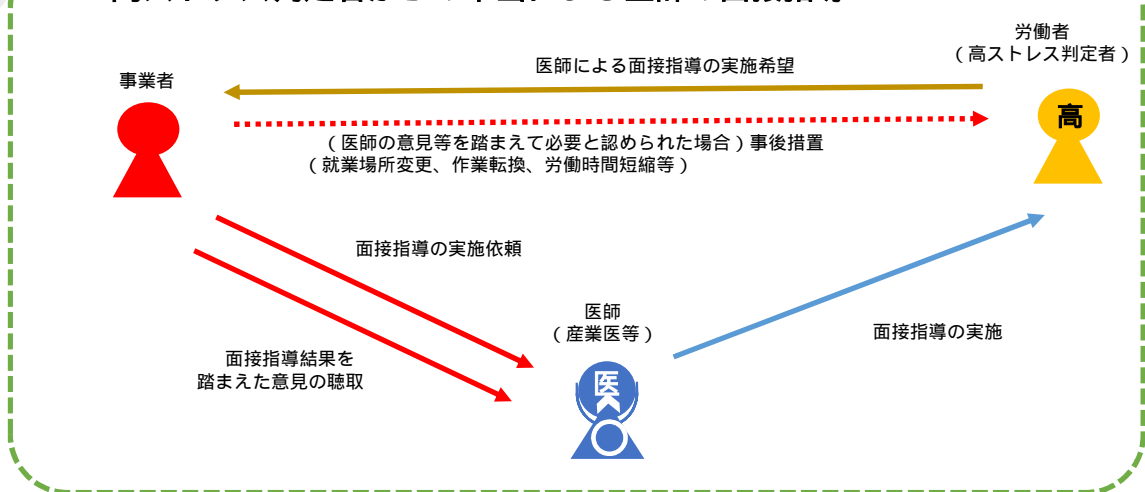 労働者
（高ストレス判定者）
医師による面接指導の実施希望
事業者
高
（医師の意見等を踏まえて必要と認められた場合）事後措置
（就業場所変更、作業転換、労働時間短縮等）
面接指導の実施依頼
医師
（産業医等）
面接指導の実施
面接指導結果を
踏まえた意見の聴取
医